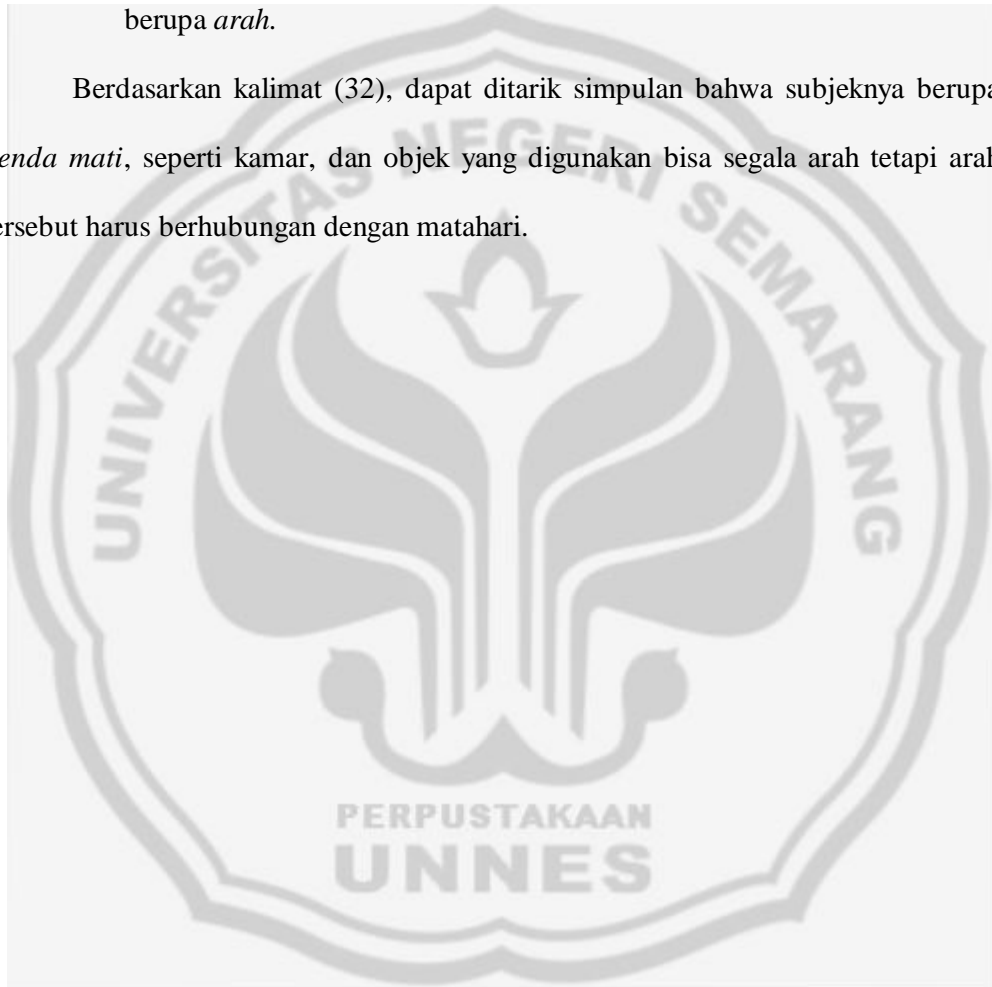 berupa arah.
Berdasarkan kalimat (32), dapat ditarik simpulan bahwa subjeknya berupa
enda mati, seperti kamar, dan objek yang digunakan bisa segala arah tetapi arah
ersebut harus berhubungan dengan matahari.
UNIVERSITAS NEGERI SEMARANG
PERPUSTAKAAN
UNNES